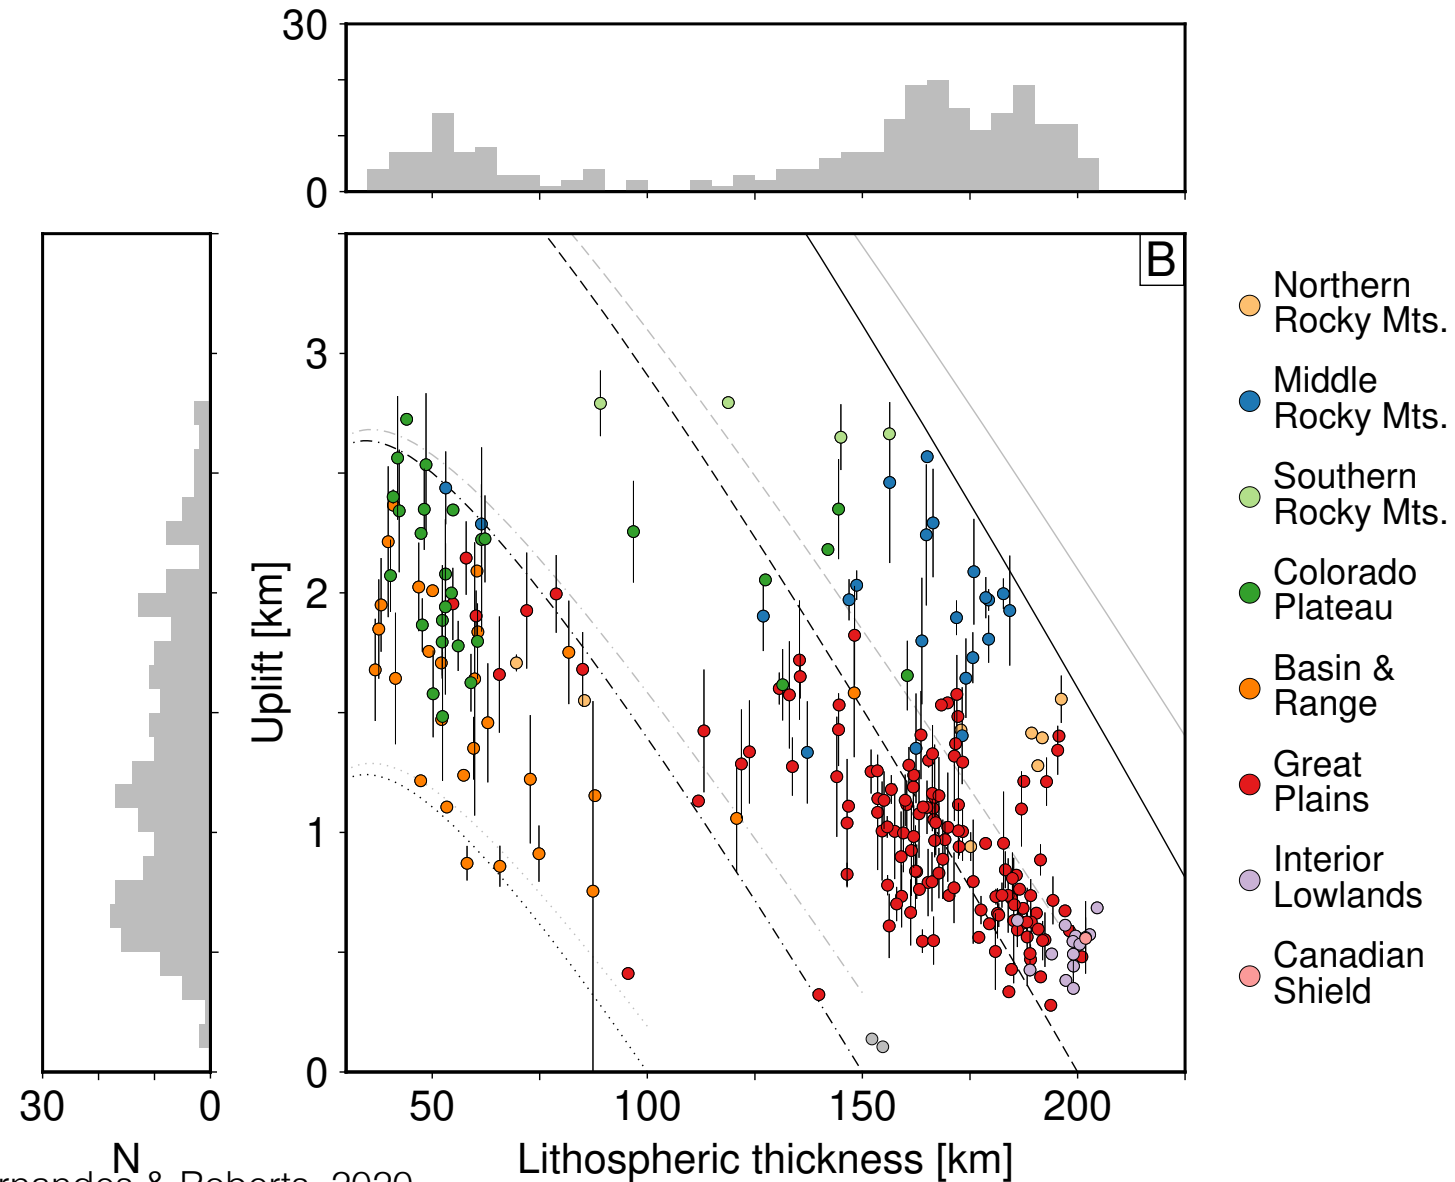 30
0
B
3
2
1
0
Uplift [km]
50 100 150 200
Lithospheric thickness [km]
30 0
N
Northern
Rocky Mts.
Middle
Rocky Mts.
Southern
Rocky Mts.
Colorado
Plateau
Basin &
Range
Great
Plains
Interior
Lowlands
Canadian
Shield
& Roberts, 2020